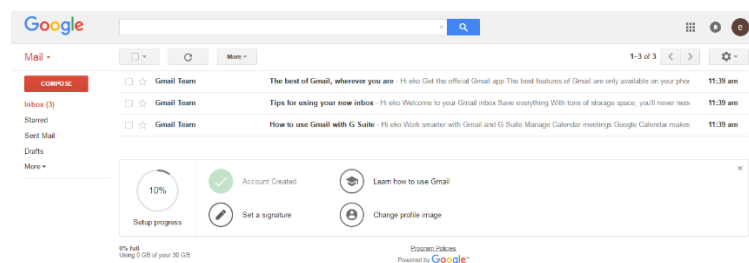 Google
e
Mail
More
1–3 of 3
COMPOSE
Gmail Team The best of Gmail, wherever you are - Hi eko Get the official Gmail app The best features of Gmail are only available on your phor 11:39 am
Inbox (3)
Gmail Team Tips for using your new inbox - Hi eko Welcome to your Gmail inbox Save everything With tons of storage space, you'll never need 11:39 am
Starred
Gmail Team How to use Gmail with G Suite - Hi eko Work smarter with Gmail and G Suite Manage Calendar meetings Google Calendar makes 11:39 am
Sent Mail
Drafts
More
10%
Setup progress
Account Created
Learn how to use Gmail
Set a signature
Change profile image
0% full
Using 0 GB of your 30 GB
Program Policies
Powered by Google™